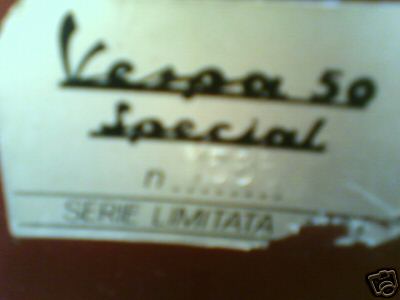 Vespa 50
Special
n.........
SERIE LIMITATA